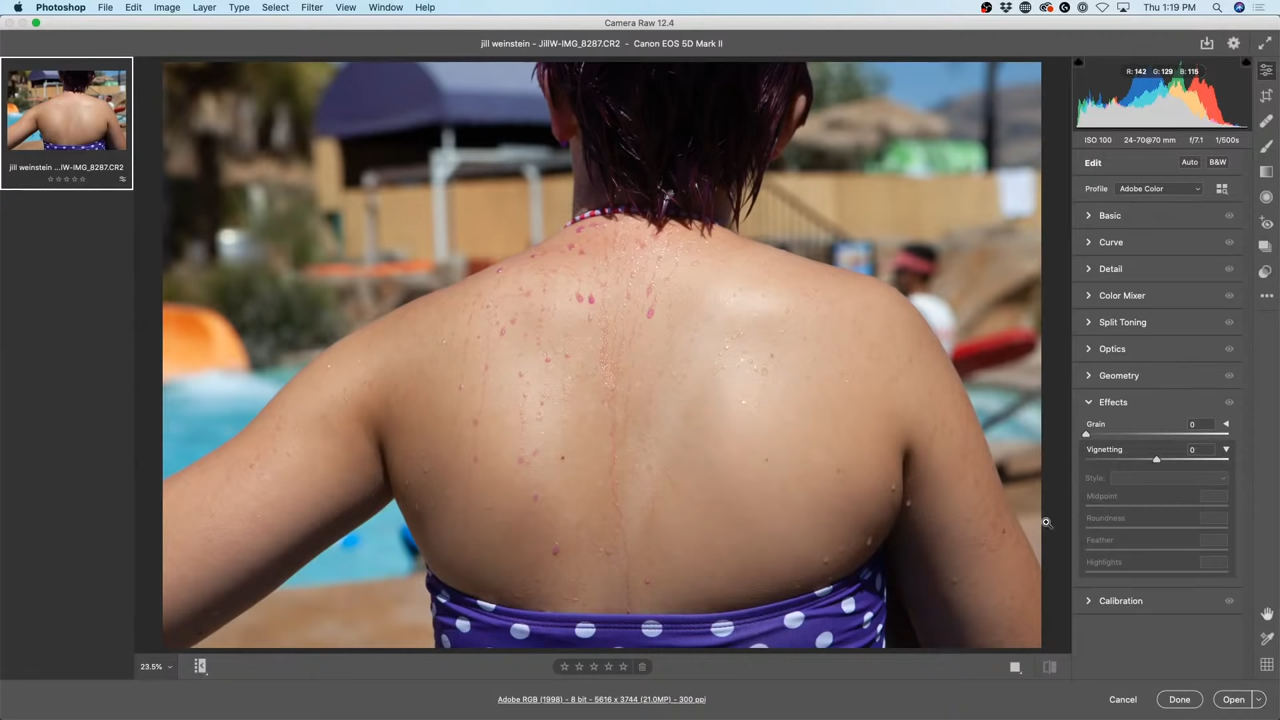 Photoshop File Edit Image Layer Type Select Filter View Window Help Thu 1:19 PM
Camera Raw 12.4
jill weinstein - JillW-IMG_8287.CR2 - Canon EOS 5D Mark II
R: 142 G: 129 B: 115
ISO 100 24-70@70 mm f/7.1 1/500s
jill weinstein ...lW-IMG_8287.CR2
Edit Auto B&W
Profile Adobe Color
Basic
Curve
Detail
Color Mixer
Split Toning
Optics
Geometry
Effects
Grain 0
Vignetting 0
Style:
Midpoint
Roundness
Feather
Highlights
Calibration
23.5%
Adobe RGB (1998) - 8 bit - 5616 x 3744 (21.0MP) - 300 ppi
Cancel Done Open